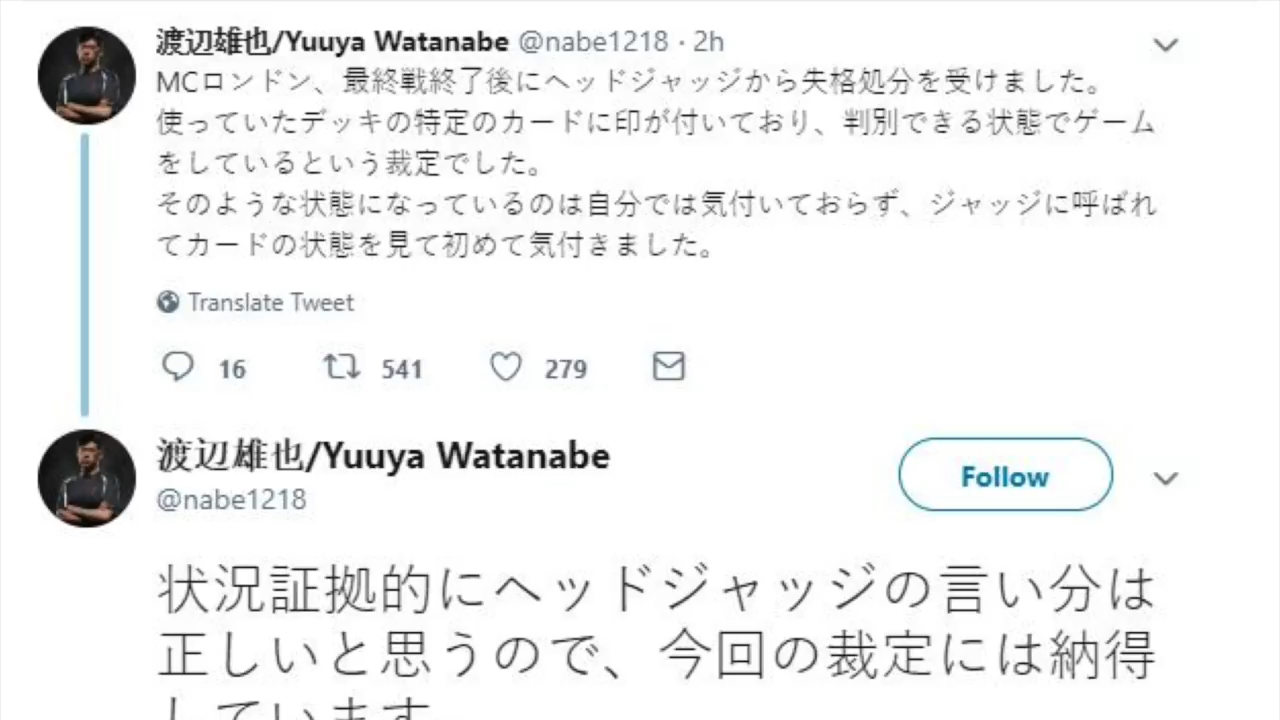 渡辺雄也/Yuuya Watanabe @nabe1218 · 2h
MCロンドン、最終戦終了後にヘッドジャッジから失格処分を受けました。
使っていたデッキの特定のカードに印が付いており、判別できる状態でゲーム
をしているという裁定でした。
そのような状態になっているのは自分では気付いておらず、ジャッジに呼ばれ
てカードの状態を見て初めて気付きました。
Translate Tweet
16 541 279
渡辺雄也/Yuuya Watanabe
@nabe1218
Follow
状況証拠的にヘッドジャッジの言い分は
正しいと思うので、今回の裁定には納得
しています